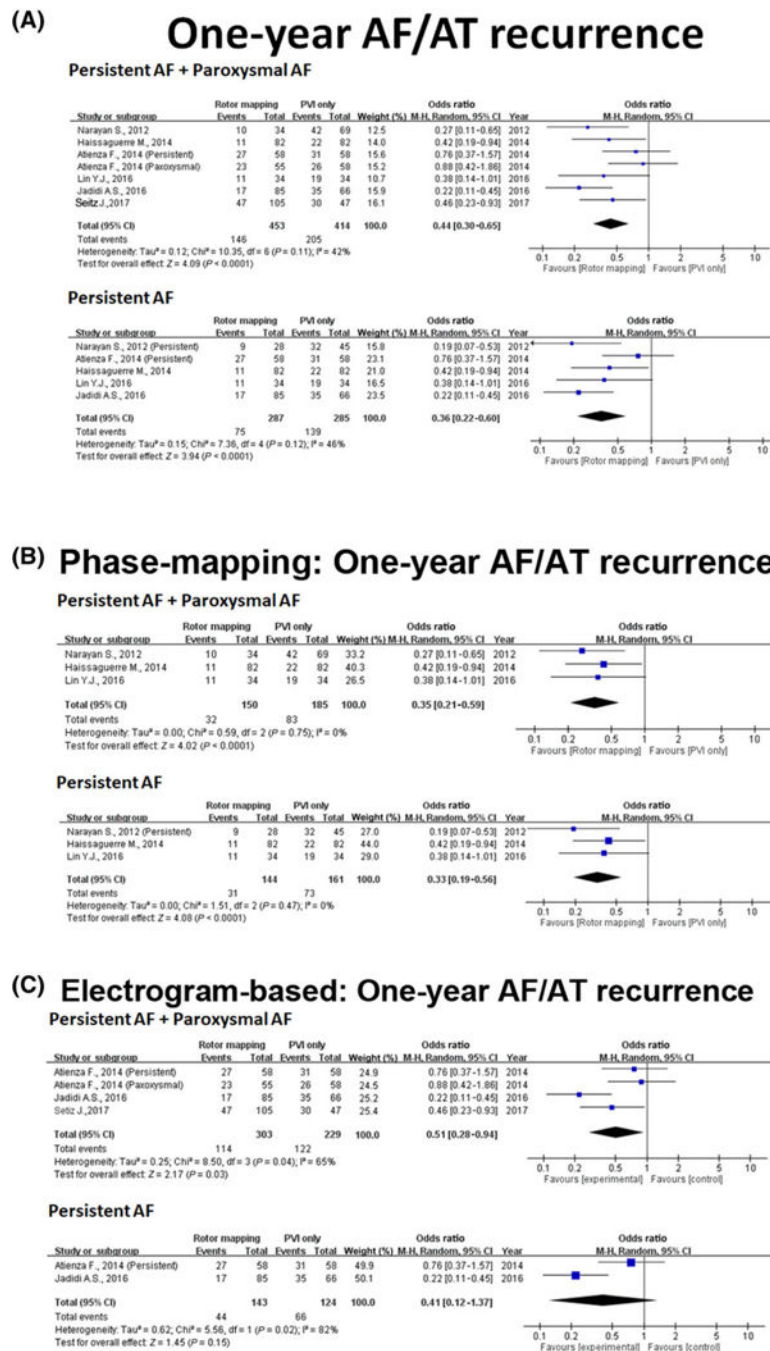 (A)
One-year AF/AT recurrence
Persistent AF + Paroxysmal AF
Rotor mapping PVI only Odds ratio Odds ratio
Study or subgroup Events Total Events Total Weight (%) M-H, Random, 95% CI Year M-H, Random, 95% CI
Narayan S., 2012 10 34 42 69 12.5 0.27 [0.11-0.65] 2012
Haissaguerre M., 2014 11 82 22 82 14.0 0.42 [0.19-0.94] 2014
Atienza F., 2014 (Persistent) 27 58 31 58 15.6 0.76 [0.37-1.57] 2014
Atienza F., 2014 (Paxoxysmal) 23 55 26 58 15.2 0.88 [0.42-1.86] 2014
Lin Y.J., 2016 11 34 19 34 10.7 0.38 [0.14-1.01] 2016
Jadidi A.S., 2016 17 85 35 66 15.9 0.22 [0.11-0.45] 2016
Seitz J.,2017 47 105 30 47 16.1 0.46 [0.23-0.93] 2017
Total (95% CI) 453 414 100.0 0.44 [0.30-0.65]
Total events 146 205
Heterogeneity: Tau² = 0.12; Chi² = 10.35, df = 6 (P = 0.11); I² = 42%
Test for overall effect: Z = 4.09 (P < 0.0001)
0.1 0.2 0.5 1 2 5 10
Favours [Rotor mapping] Favours [PVI only]
Persistent AF
Rotor mapping PVI only Odds ratio Odds ratio
Study or subgroup Events Total Events Total Weight (%) M-H, Random, 95% CI Year M-H, Random, 95% CI
Narayan S., 2012 (Persistent) 9 28 32 45 15.8 0.19 [0.07-0.53] 2012
Atienza F., 2014 (Persistent) 27 58 31 58 23.1 0.76 [0.37-1.57] 2014
Haissaguerre M., 2014 11 82 22 82 21.0 0.42 [0.19-0.94] 2014
Lin Y.J., 2016 11 34 19 34 16.5 0.38 [0.14-1.01] 2016
Jadidi A.S., 2016 17 85 35 66 23.5 0.22 [0.11-0.45] 2016
Total (95% CI) 287 285 100.0 0.36 [0.22-0.60]
Total events 75 139
Heterogeneity: Tau² = 0.15; Chi² = 7.36, df = 4 (P = 0.12); I² = 46%
Test for overall effect: Z = 3.94 (P < 0.0001)
0.1 0.2 0.5 1 2 5 10
Favours [Rotor mapping] Favours [PVI only]
(B) Phase-mapping: One-year AF/AT recurrence
Persistent AF + Paroxysmal AF
Rotor mapping PVI only Odds ratio Odds ratio
Study or subgroup Events Total Events Total Weight (%) M-H, Random, 95% CI Year M-H, Random, 95% CI
Narayan S., 2012 10 34 42 69 33.2 0.27 [0.11-0.65] 2012
Haissaguerre M., 2014 11 82 22 82 40.3 0.42 [0.19-0.94] 2014
Lin Y.J., 2016 11 34 19 34 26.5 0.38 [0.14-1.01] 2016
Total (95% CI) 150 185 100.0 0.35 [0.21-0.59]
Total events 32 83
Heterogeneity: Tau² = 0.00; Chi² = 0.59, df = 2 (P = 0.75); I² = 0%
Test for overall effect: Z = 4.02 (P < 0.0001)
0.1 0.2 0.5 1 2 5 10
Favours [Rotor mapping] Favours [PVI only]
Persistent AF
Rotor mapping PVI only Odds ratio Odds ratio
Study or subgroup Events Total Events Total Weight (%) M-H, Random, 95% CI Year M-H, Random, 95% CI
Narayan S., 2012 (Persistent) 9 28 32 45 27.0 0.19 [0.07-0.53] 2012
Haissaguerre M., 2014 11 82 22 82 44.0 0.42 [0.19-0.94] 2014
Lin Y.J., 2016 11 34 19 34 29.0 0.38 [0.14-1.01] 2016
Total (95% CI) 144 161 100.0 0.33 [0.19-0.56]
Total events 31 73
Heterogeneity: Tau² = 0.00; Chi² = 1.51, df = 2 (P = 0.47); I² = 0%
Test for overall effect: Z = 4.08 (P < 0.0001)
0.1 0.2 0.5 1 2 5 10
Favours [Rotor mapping] Favours [PVI only]
(C) Electrogram-based: One-year AF/AT recurrence
Persistent AF + Paroxysmal AF
Rotor mapping PVI only Odds ratio Odds ratio
Study or subgroup Events Total Events Total Weight (%) M-H, Random, 95% CI Year M-H, Random, 95% CI
Atienza F., 2014 (Persistent) 27 58 31 58 24.9 0.76 [0.37-1.57] 2014
Atienza F., 2014 (Paxoxysmal) 23 55 26 58 24.5 0.88 [0.42-1.86] 2014
Jadidi A.S., 2016 17 85 35 66 25.2 0.22 [0.11-0.45] 2016
Setiz J.,2017 47 105 30 47 25.4 0.46 [0.23-0.93] 2017
Total (95% CI) 303 229 100.0 0.51 [0.28-0.94]
Total events 114 122
Heterogeneity: Tau² = 0.25; Chi² = 8.50, df = 3 (P = 0.04); I² = 65%
Test for overall effect: Z = 2.17 (P = 0.03)
0.1 0.2 0.5 1 2 5 10
Favours [experimental] Favours [control]
Persistent AF
Rotor mapping PVI only Odds ratio Odds ratio
Study or subgroup Events Total Events Total Weight (%) M-H, Random, 95% CI Year M-H, Random, 95% CI
Atienza F., 2014 (Persistent) 27 58 31 58 49.9 0.76 [0.37-1.57] 2014
Jadidi A.S., 2016 17 85 35 66 50.1 0.22 [0.11-0.45] 2016
Total (95% CI) 143 124 100.0 0.41 [0.12-1.37]
Total events 44 66
Heterogeneity: Tau² = 0.62; Chi² = 5.56, df = 1 (P = 0.02); I² = 82%
Test for overall effect: Z = 1.45 (P = 0.15)
0.1 0.2 0.5 1 2 5 10
Favours [experimental] Favours [control]